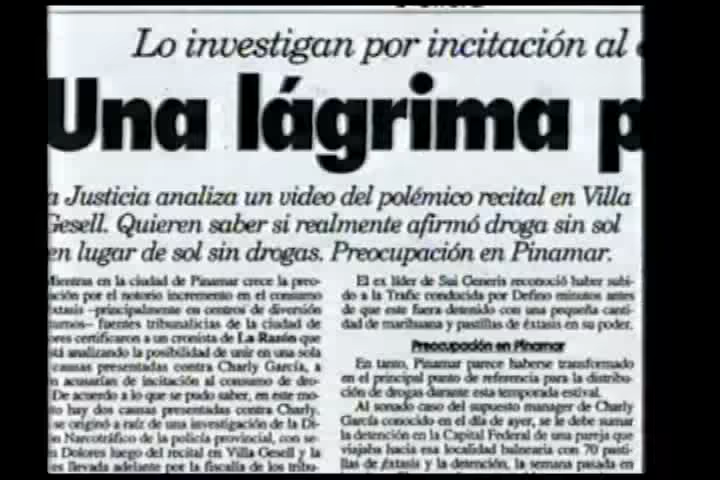 Lo investigan por incitación al
Una lágrima p
a Justicia analiza un video del polémico recital en Villa
Gesell. Quieren saber si realmente afirmó droga sin sol
en lugar de sol sin drogas. Preocupación en Pinamar.
Mientras en la ciudad de Pinamar crece la preo-
ación por el notorio incremento en el consumo
éxtasis –principalmente en centros de diversión
turnos– fuentes tribunalicias de la ciudad de
res certificaron a un cronista de La Razón que
stá analizando la posibilidad de unir en una sola
causas presentadas contra Charly García, a
n acusarían de incitación al consumo de dro-
De acuerdo a lo que se pudo saber, en este mo-
to hay dos causas presentadas contra Charly.
se originó a raíz de una investigación de la Di-
n Narcotráfico de la policía provincial, con se-
n Dolores luego del recital en Villa Gesell y la
es llevada adelante por la fiscalía de los tribu-
El ex líder de Sui Generis reconoció haber subi-
do a la Trafic conducida por Defino minutos antes
de que este fuera detenido con una pequeña canti-
dad de marihuana y pastillas de éxtasis en su poder.
Preocupación en Pinamar
En tanto, Pinamar parece haberse transformado
en el principal punto de referencia para la distribu-
ción de drogas durante esta temporada estival.
Al sonado caso del supuesto manager de Charly
García conocido en el día de ayer, se le debe sumar
la detención en la Capital Federal de una pareja que
viajaba hacia esa localidad balnearia con 70 pasti-
llas de éxtasis y la detención, la semana pasada en